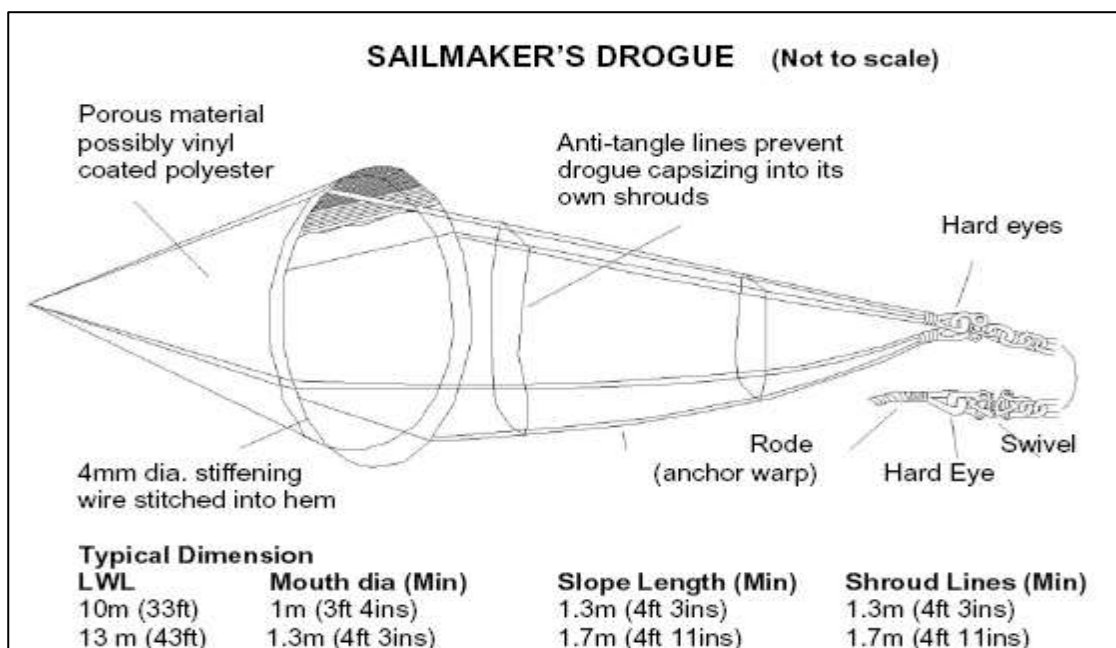 SAILMAKER'S DROGUE (Not to scale)
Porous material
possibly vinyl
coated polyester
Anti-tangle lines prevent
drogue capsizing into its
own shrouds
Hard eyes
4mm dia. stiffening
wire stitched into hem
Rode
(anchor warp)
Hard Eye
Swivel
Typical Dimension
LWL Mouth dia (Min) Slope Length (Min) Shroud Lines (Min)
10m (33ft) 1m (3ft 4ins) 1.3m (4ft 3ins) 1.3m (4ft 3ins)
13 m (43ft) 1.3m (4ft 3ins) 1.7m (4ft 11ins) 1.7m (4ft 11ins)